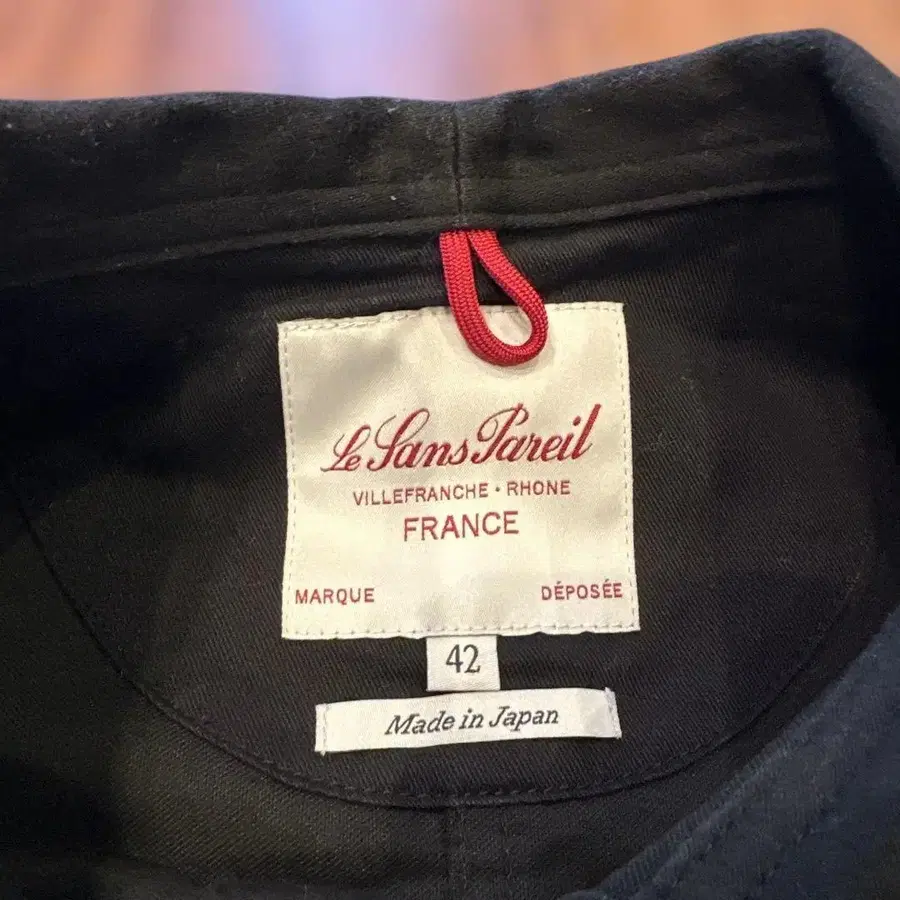 Le Sans Pareil
VILLEFRANCHE · RHONE
FRANCE
MARQUE DÉPOSÉE
42
Made in Japan